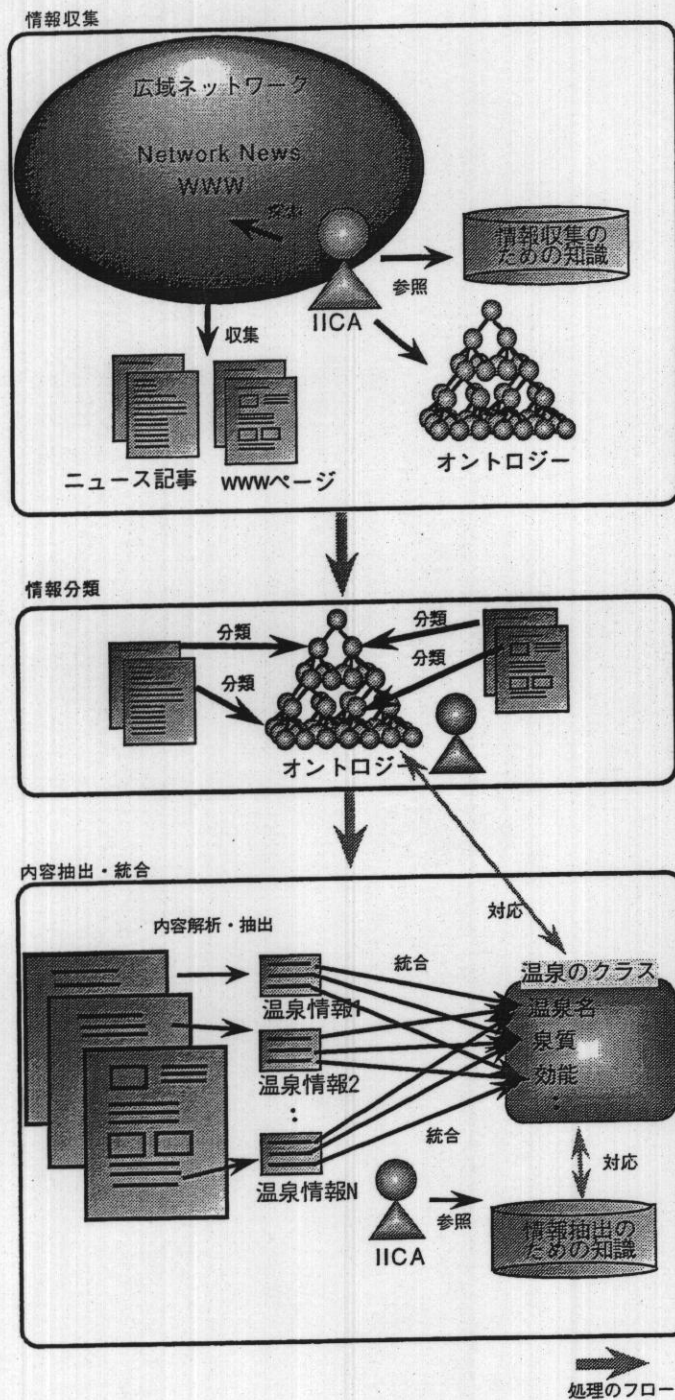 情報収集
広域ネットワーク
Network News
WWW
探索
情報収集の
ための知識
参照
IICA
収集
ニュース記事
WWWページ
オントロジー
情報分類
分類
分類
分類
分類
オントロジー
内容抽出・統合
対応
内容解析・抽出
統合
温泉のクラス
温泉情報1
温泉名
泉質
温泉情報2
効能
:
:
統合
温泉情報N
対応
参照
IICA
情報抽出の
ための知識
処理のフロー